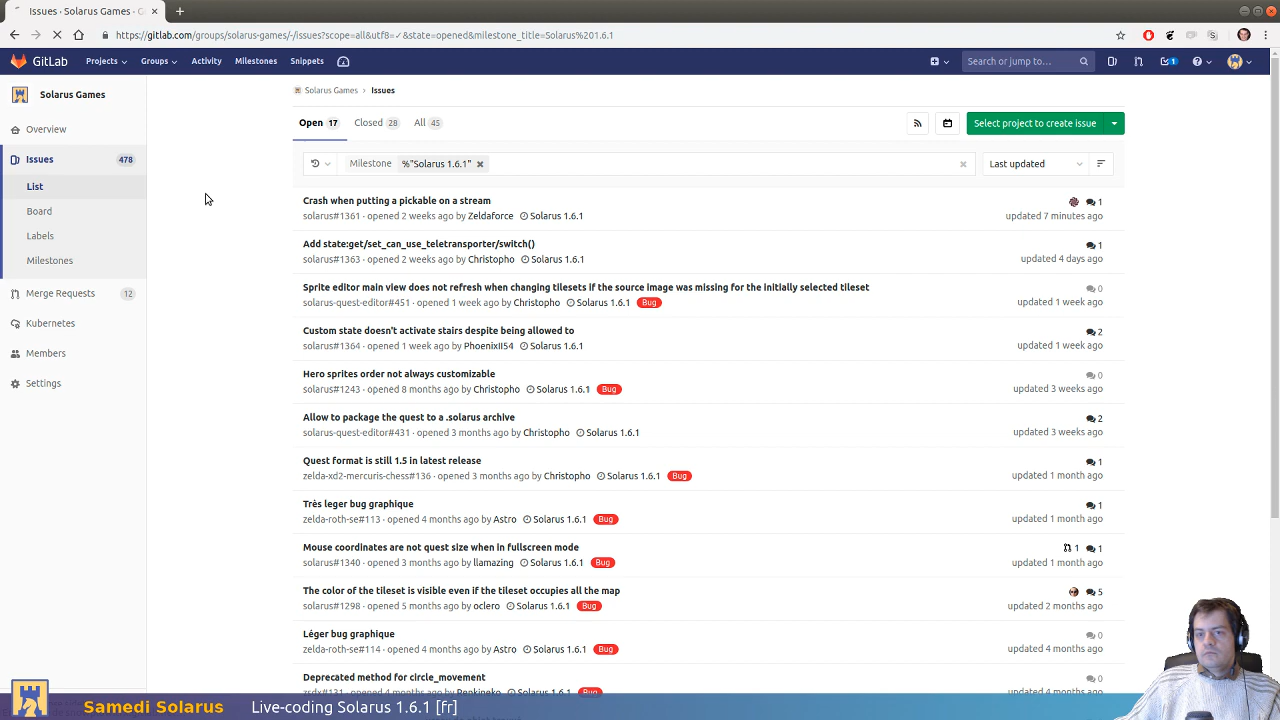 Issues · Solarus Games · G
https://gitlab.com/groups/solarus-games/-/issues?scope=all&utf8=✓&state=opened&milestone_title=Solarus%201.6.1
GitLab Projects Groups Activity Milestones Snippets Search or jump to… 1
Solarus Games
Overview
Issues 478
List
Board
Labels
Milestones
Merge Requests 12
Kubernetes
Members
Settings
Solarus Games > Issues
Open 17 Closed 28 All 45
Select project to create issue
Milestone %"Solarus 1.6.1" Last updated
Crash when putting a pickable on a stream 1
solarus#1361 · opened 2 weeks ago by Zeldaforce Solarus 1.6.1 updated 7 minutes ago
Add state:get/set_can_use_teletransporter/switch() 1
solarus#1363 · opened 2 weeks ago by Christopho Solarus 1.6.1 updated 4 days ago
Sprite editor main view does not refresh when changing tilesets if the source image was missing for the initially selected tileset 0
solarus-quest-editor#451 · opened 1 week ago by Christopho Solarus 1.6.1 Bug updated 1 week ago
Custom state doesn't activate stairs despite being allowed to 2
solarus#1364 · opened 1 week ago by PhoenixII54 Solarus 1.6.1 updated 1 week ago
Hero sprites order not always customizable 0
solarus#1243 · opened 8 months ago by Christopho Solarus 1.6.1 Bug updated 3 weeks ago
Allow to package the quest to a .solarus archive 2
solarus-quest-editor#431 · opened 3 months ago by Christopho Solarus 1.6.1 updated 3 weeks ago
Quest format is still 1.5 in latest release 1
zelda-xd2-mercuris-chess#136 · opened 3 months ago by Christopho Solarus 1.6.1 Bug updated 1 month ago
Très leger bug graphique 1
zelda-roth-se#113 · opened 4 months ago by Astro Solarus 1.6.1 Bug updated 1 month ago
Mouse coordinates are not quest size when in fullscreen mode 1 1
solarus#1340 · opened 3 months ago by llamazing Solarus 1.6.1 Bug updated 1 month ago
The color of the tileset is visible even if the tileset occupies all the map 5
solarus#1298 · opened 5 months ago by oclero Solarus 1.6.1 Bug updated 2 months ago
Léger bug graphique 0
zelda-roth-se#114 · opened 4 months ago by Astro Solarus 1.6.1 Bug updated 4 months ago
Deprecated method for circle_movement 0
zsdx#131 · opened 4 months ago by Renkineko Solarus 1.6.1 Bug updated 4 months ago
Samedi Solarus Live-coding Solarus 1.6.1 [fr]